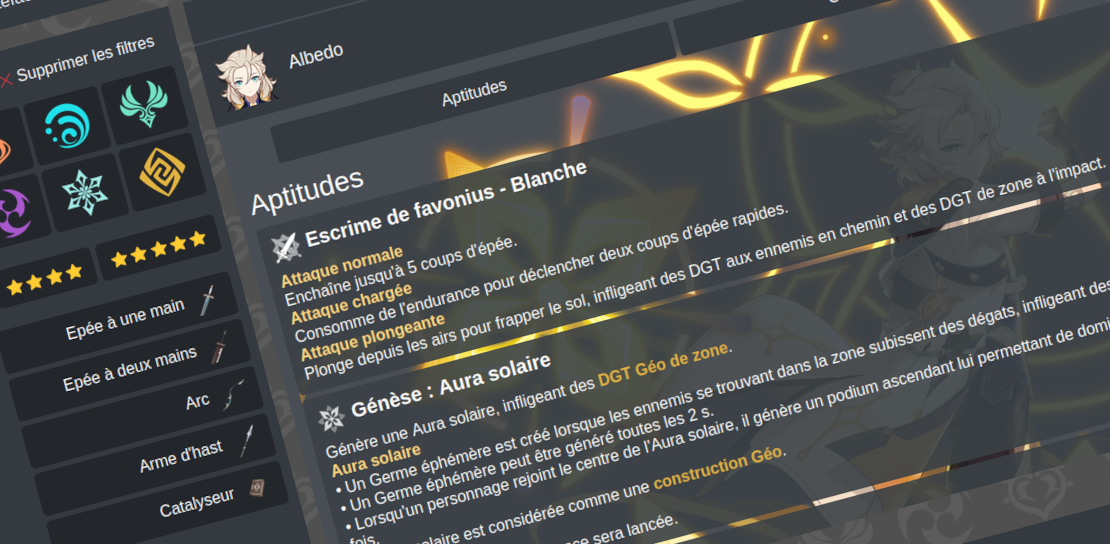 Supprimer les filtres
Epée à une main
Epée à deux mains
Arc
Arme d'hast
Catalyseur
Albedo
Aptitudes
Aptitudes
Escrime de favonius - Blanche
Attaque normale
Enchaîne jusqu'à 5 coups d'épée.
Attaque chargée
Consomme de l'endurance pour déclencher deux coups d'épée rapides.
Attaque plongeante
Plonge depuis les airs pour frapper le sol, infligeant des DGT aux ennemis en chemin et des DGT de zone à l'impact.
Génèse : Aura solaire
Génère une Aura solaire, infligeant des DGT Géo de zone.
Aura solaire
• Un Germe éphémère est créé lorsque les ennemis se trouvant dans la zone subissent des dégats, infligeant des
• Un Germe éphémère peut être généré toutes les 2 s.
• Lorsqu'un personnage rejoint le centre de l'Aura solaire, il génère un podium ascendant lui permettant de
fois.
solaire est considérée comme une construction Géo.
sera lancée.